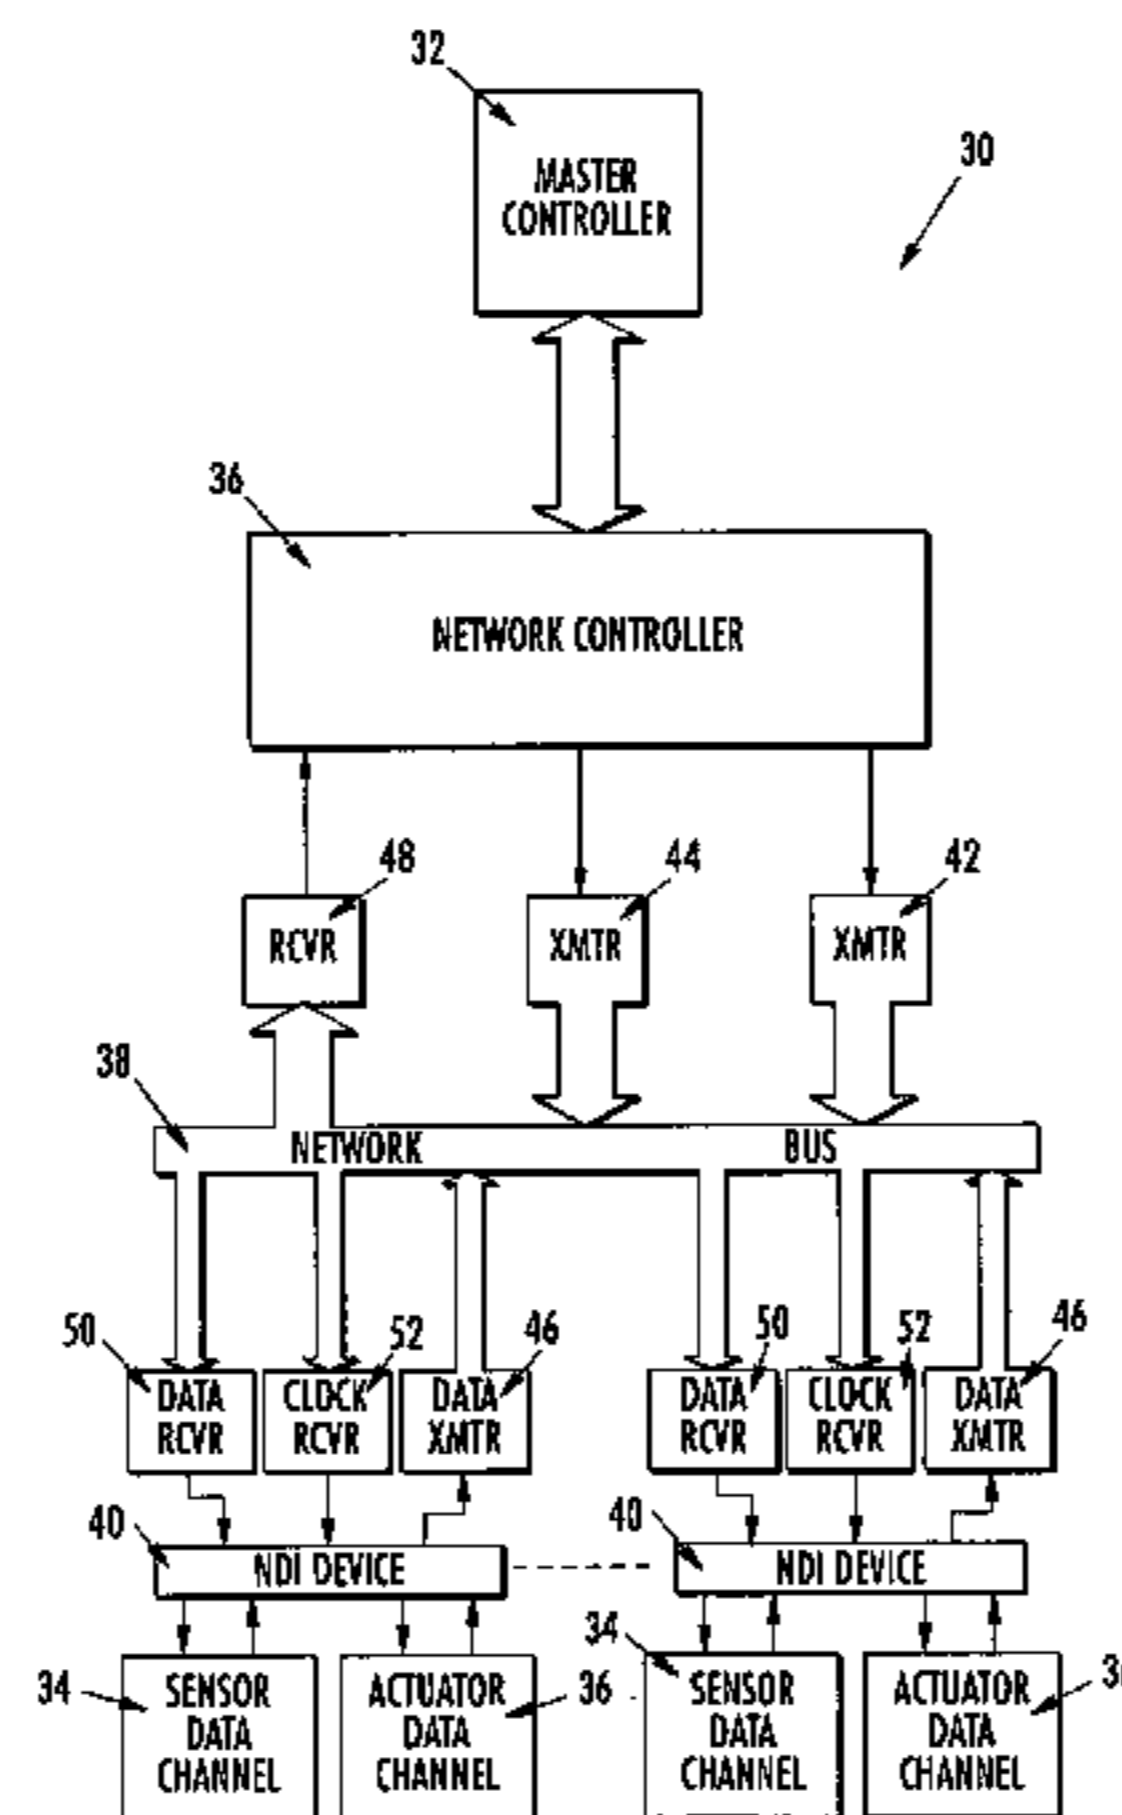 32
30
MASTER
CONTROLLER
36
NETWORK CONTROLLER
48
44
42
RCVR
XMTR
XMTR
38
NETWORK BUS
50
52
46
50
52
46
DATA
RCVR
CLOCK
RCVR
DATA
XMTR
DATA
RCVR
CLOCK
RCVR
DATA
XMTR
40
NDI DEVICE
40
NDI DEVICE
34
SENSOR
DATA
CHANNEL
ACTUATOR
DATA
CHANNEL
36
34
SENSOR
DATA
CHANNEL
ACTUATOR
DATA
CHANNEL